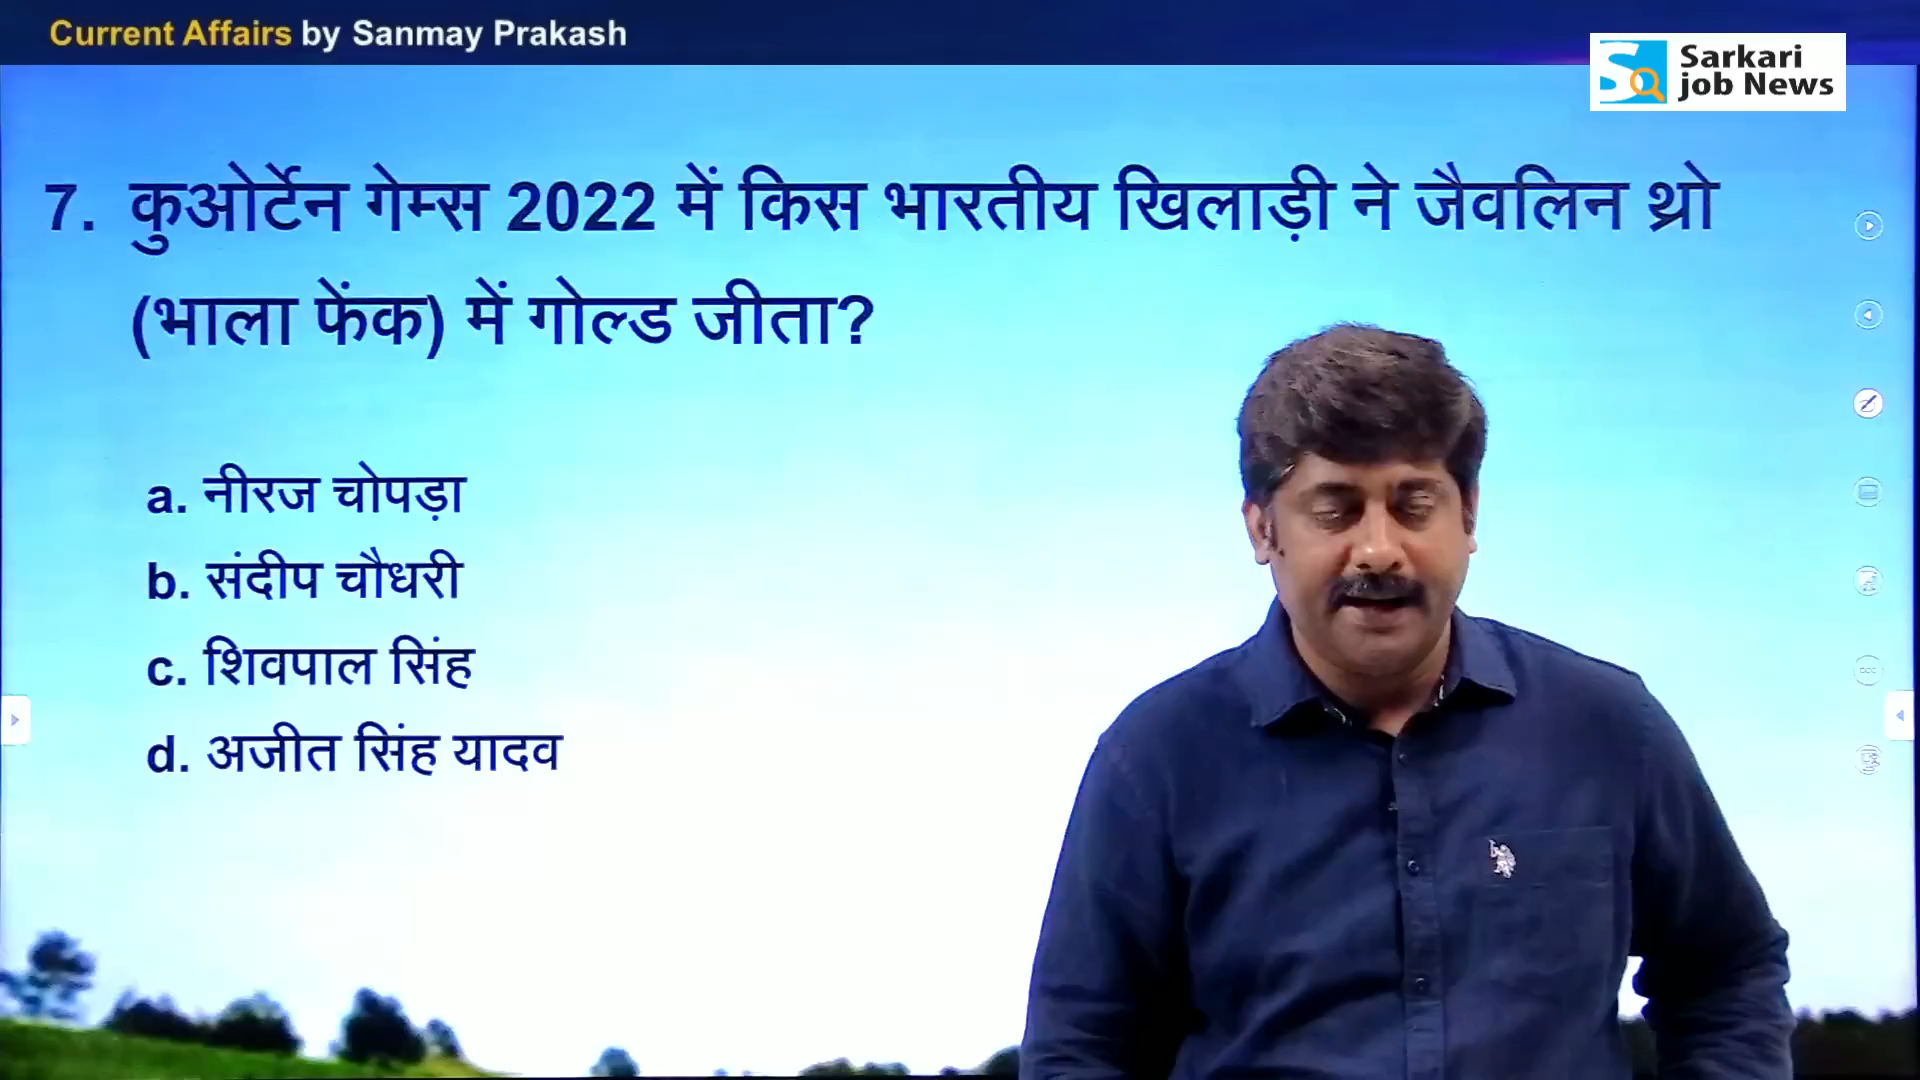 Current Affairs by Sanmay Prakash
Sarkari
Job News
7. कुओर्टेन गेम्स 2022 में किस भारतीय खिलाड़ी ने जैवलिन थ्रो
(भाला फेंक) में गोल्ड जीता?
a. नीरज चोपड़ा
b. संदीप चौधरी
c. शिवपाल सिंह
d. अजीत सिंह यादव